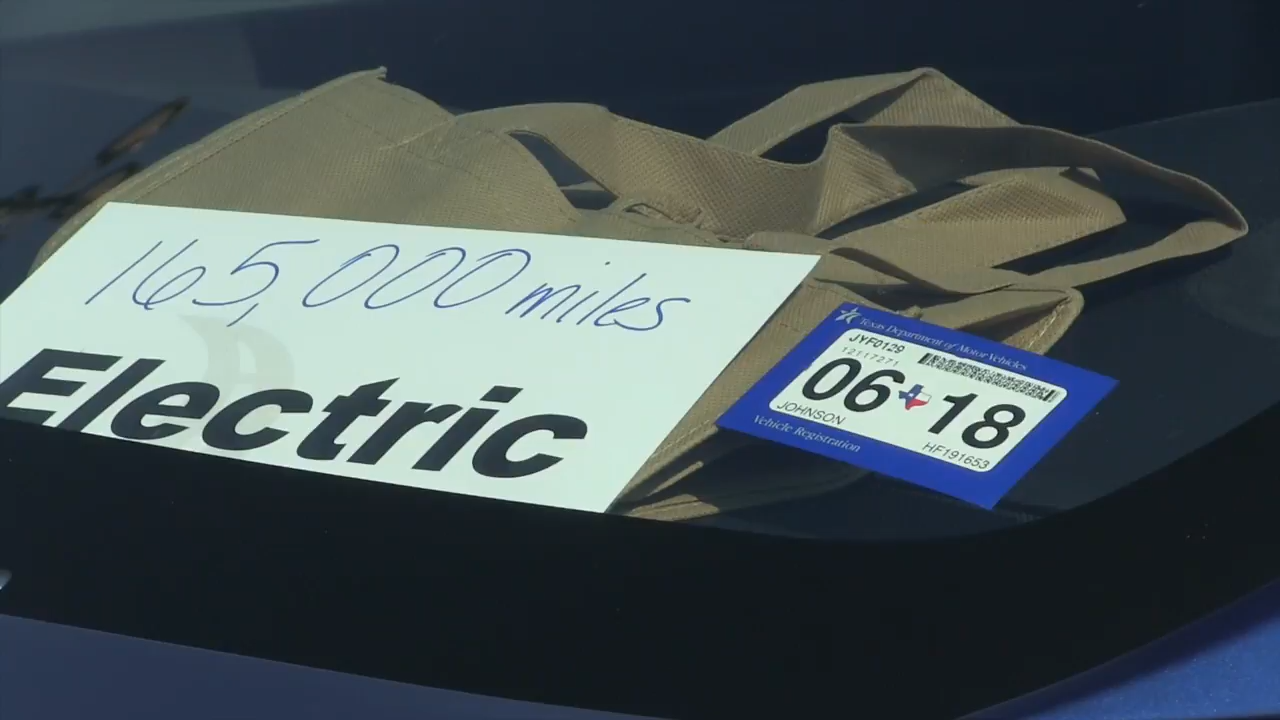 165,000 miles
Electric
Texas Department of Motor Vehicles
JYF0129
12117271
06 18
JOHNSON
HF191653
Vehicle Registration